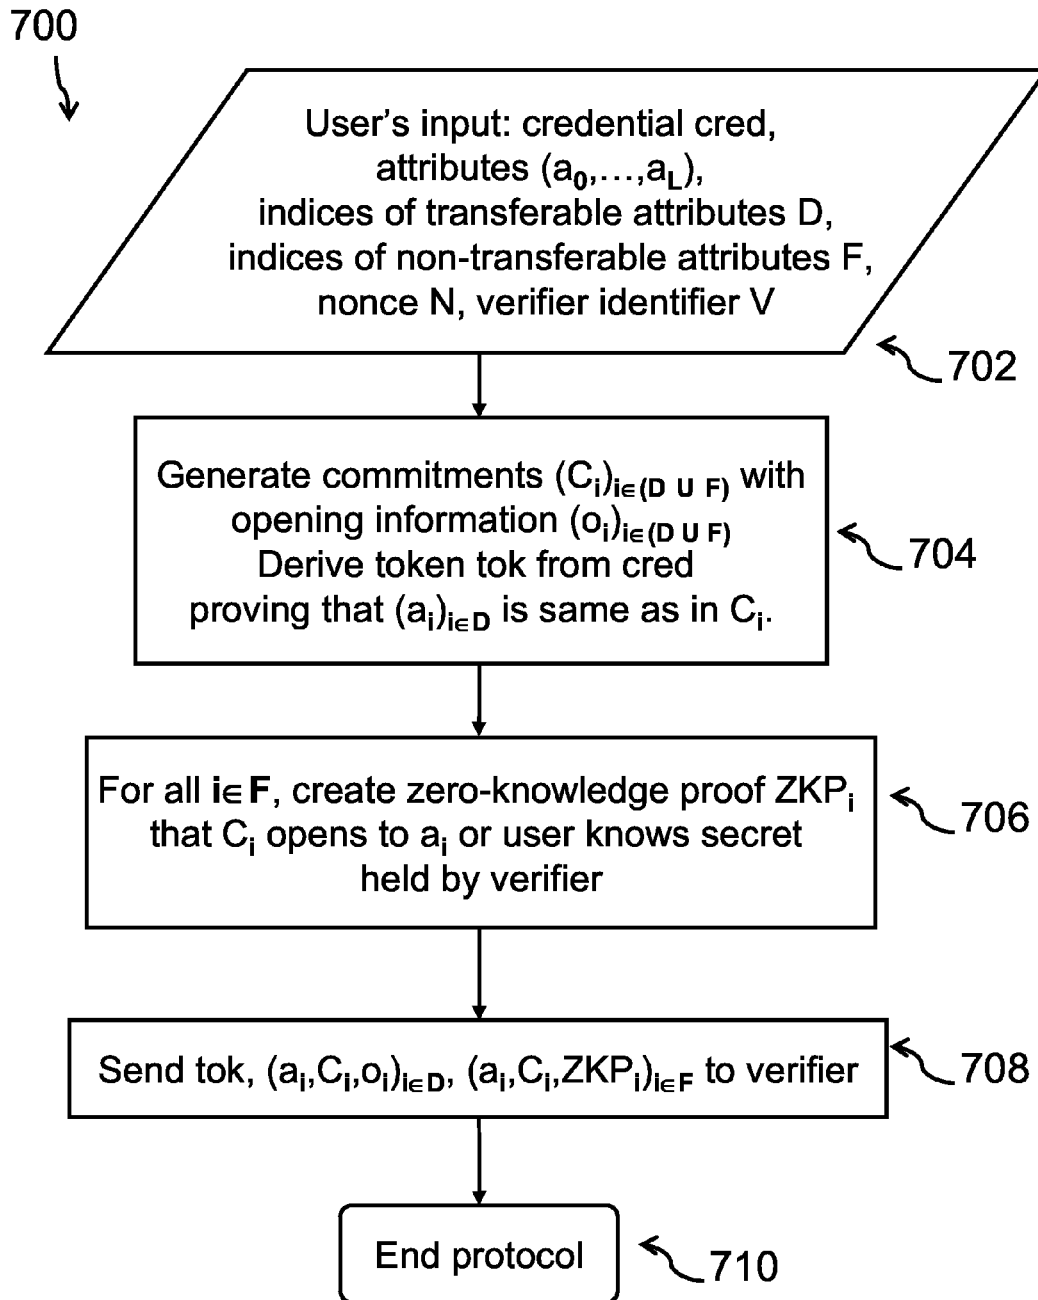 700
User's input: credential cred,
attributes (a₀,...,a_L),
indices of transferable attributes D,
indices of non-transferable attributes F,
nonce N, verifier identifier V
702
Generate commitments (Cᵢ)i∈(D U F) with
opening information (oᵢ)i∈(D U F)
Derive token tok from cred
proving that (aᵢ)i∈D is same as in Cᵢ.
704
For all i∈F, create zero-knowledge proof ZKPᵢ
that Cᵢ opens to aᵢ or user knows secret
held by verifier
706
Send tok, (aᵢ,Cᵢ,oᵢ)i∈D, (aᵢ,Cᵢ,ZKPᵢ)i∈F to verifier
708
End protocol
710